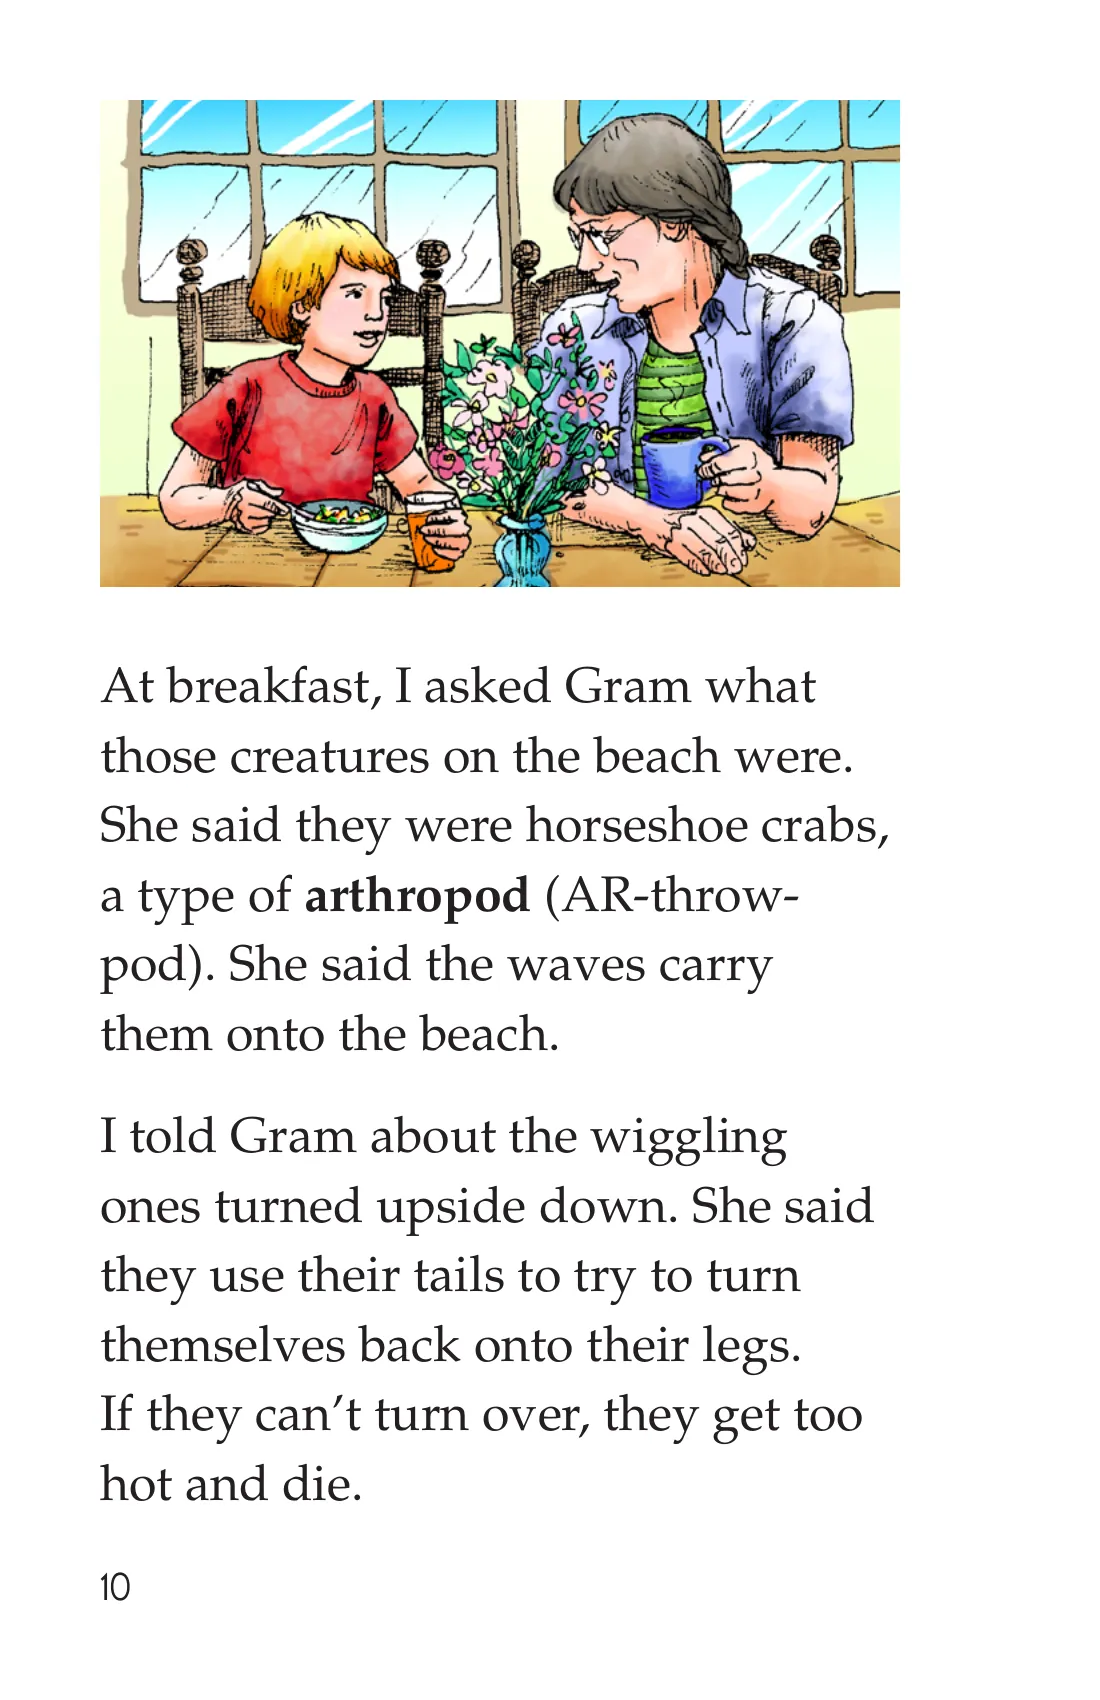 At breakfast, I asked Gram what
those creatures on the beach were.
She said they were horseshoe crabs,
a type of arthropod (AR-throw-
pod). She said the waves carry
them onto the beach.
I told Gram about the wiggling
ones turned upside down. She said
they use their tails to try to turn
themselves back onto their legs.
If they can’t turn over, they get too
hot and die.
10